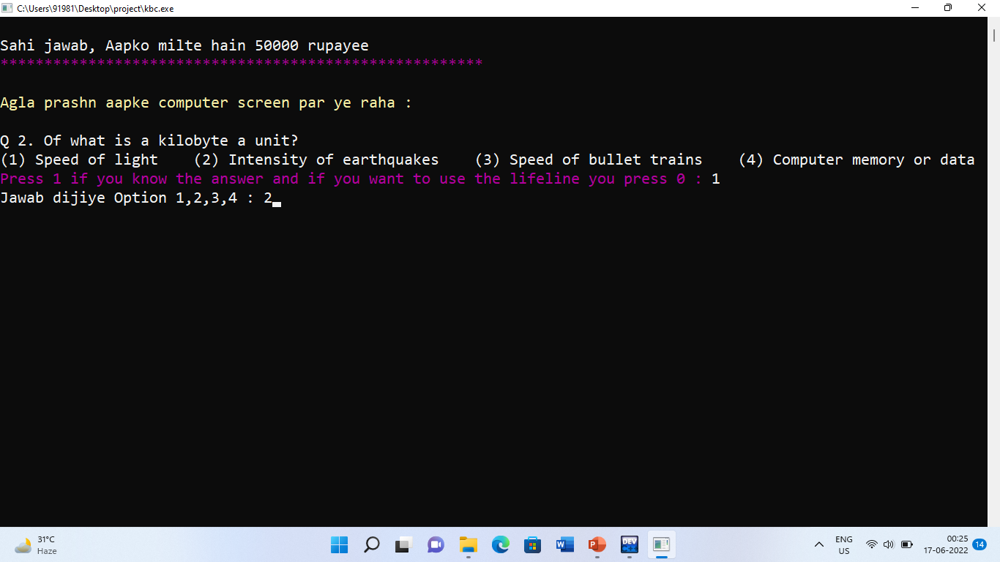 C:\Users\91981\Desktop\project\kbc.exe
Sahi jawab, Aapko milte hain 50000 rupayee
*******************************************************
Agla prashn aapke computer screen par ye raha :
Q 2. Of what is a kilobyte a unit?
(1) Speed of light    (2) Intensity of earthquakes    (3) Speed of bullet trains    (4) Computer memory or data
Press 1 if you know the answer and if you want to use the lifeline you press 0 : 1
Jawab dijiye Option 1,2,3,4 : 2
31°C
Haze
DEV
ENG
US
00:25
17-06-2022
14